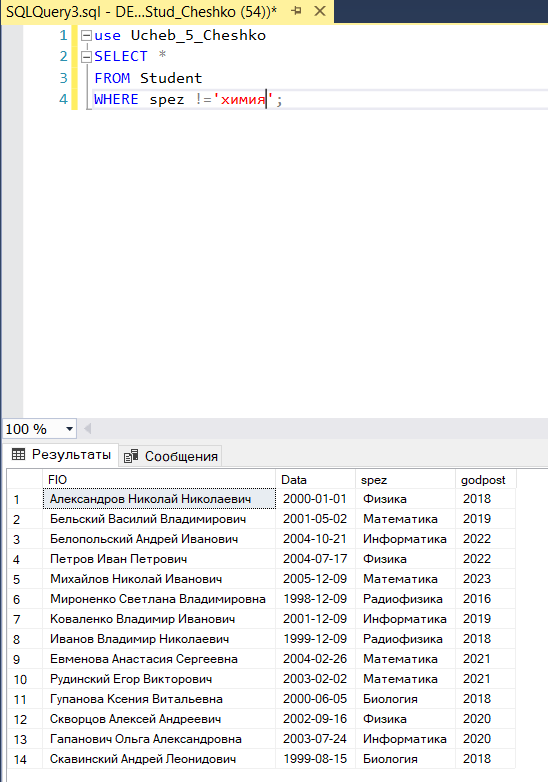 SQLQuery3.sql - DE...Stud_Cheshko (54))*
1 use Ucheb_5_Cheshko
2 SELECT *
3 FROM Student
4 WHERE spez !='химия';
100 %
Результаты Сообщения
FIO Data spez godpost
1 Александров Николай Николаевич 2000-01-01 Физика 2018
2 Бельский Василий Владимирович 2001-05-02 Математика 2019
3 Белопольский Андрей Иванович 2004-10-21 Информатика 2022
4 Петров Иван Петрович 2004-07-17 Физика 2022
5 Михайлов Николай Иванович 2005-12-09 Математика 2023
6 Мироненко Светлана Владимировна 1998-12-09 Радиофизика 2016
7 Коваленко Владимир Иванович 2001-12-09 Информатика 2019
8 Иванов Владимир Николаевич 1999-12-09 Радиофизика 2018
9 Евменова Анастасия Сергеевна 2004-02-26 Математика 2021
10 Рудинский Егор Викторович 2003-02-02 Математика 2021
11 Гупанова Ксения Витальевна 2000-06-05 Биология 2018
12 Скворцов Алексей Андреевич 2002-09-16 Физика 2020
13 Гапанович Ольга Александровна 2003-07-24 Информатика 2020
14 Скавинский Андрей Леонидович 1999-08-15 Биология 2018